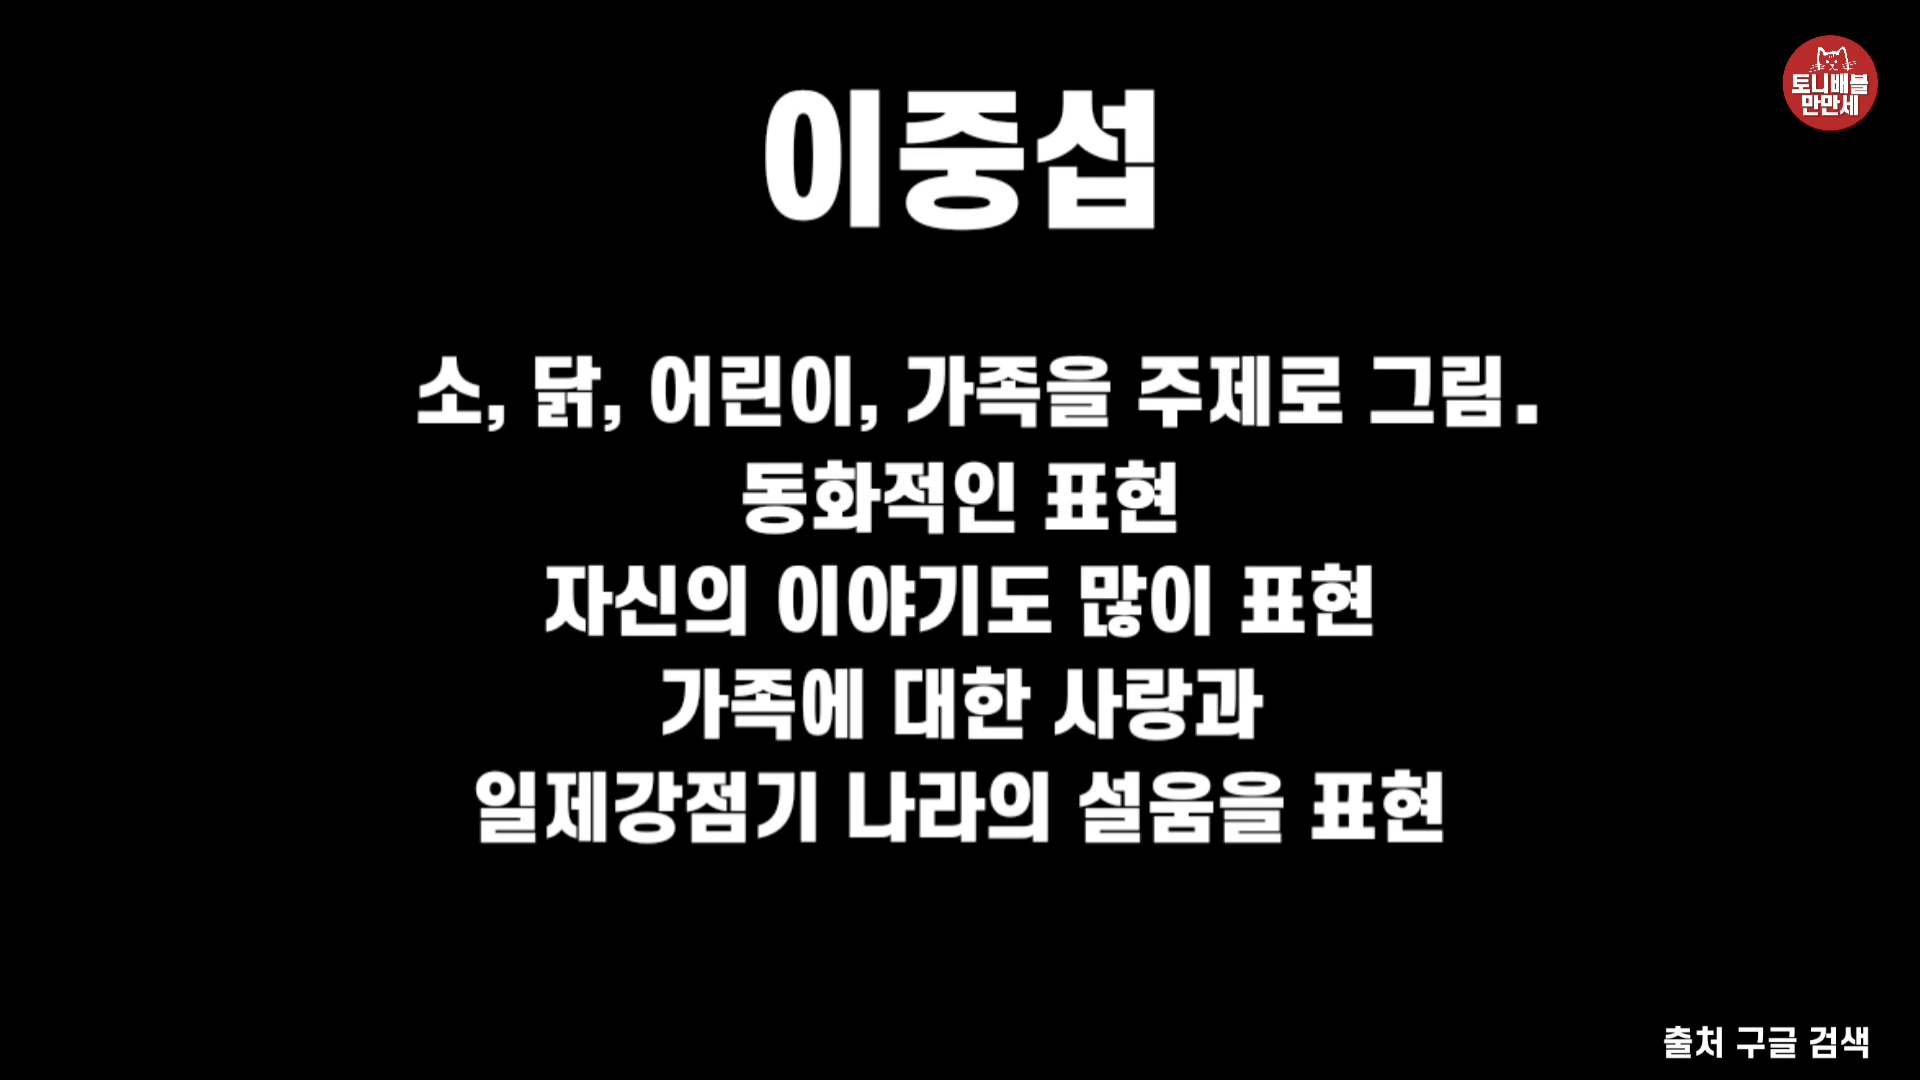 토니배블
만만세
이중섭
소, 닭, 어린이, 가족을 주제로 그림.
동화적인 표현
자신의 이야기도 많이 표현
가족에 대한 사랑과
일제강점기 나라의 설움을 표현
출처 구글 검색